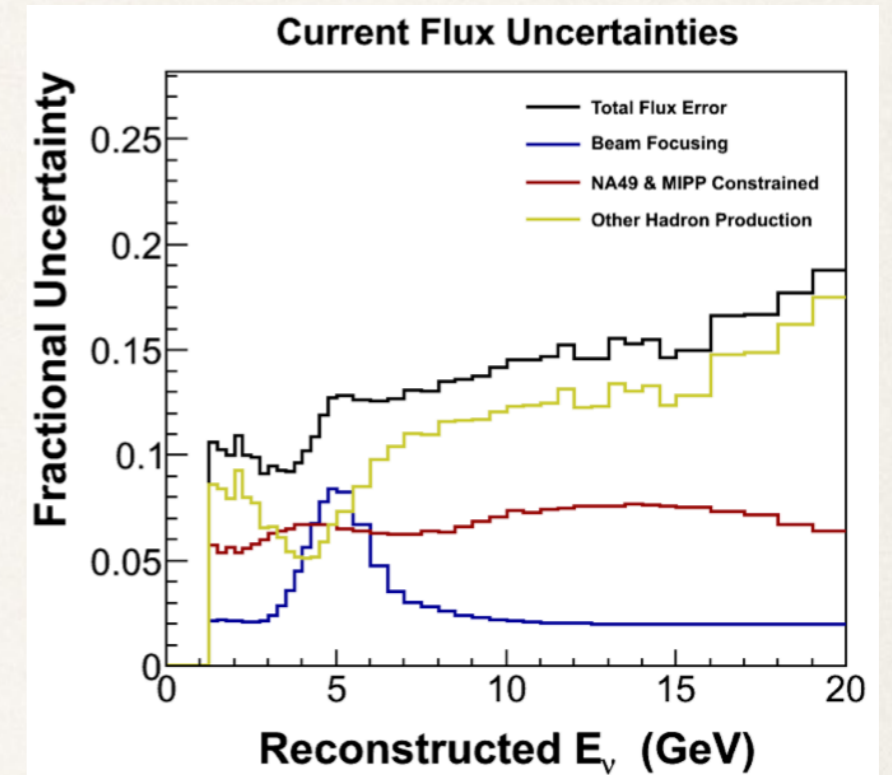 Current Flux Uncertainties
Total Flux Error
Beam Focusing
NA49 & MIPP Constrained
Other Hadron Production
Fractional Uncertainty
0.25
0.2
0.15
0.1
0.05
0
0 5 10 15 20
Reconstructed Eν (GeV)